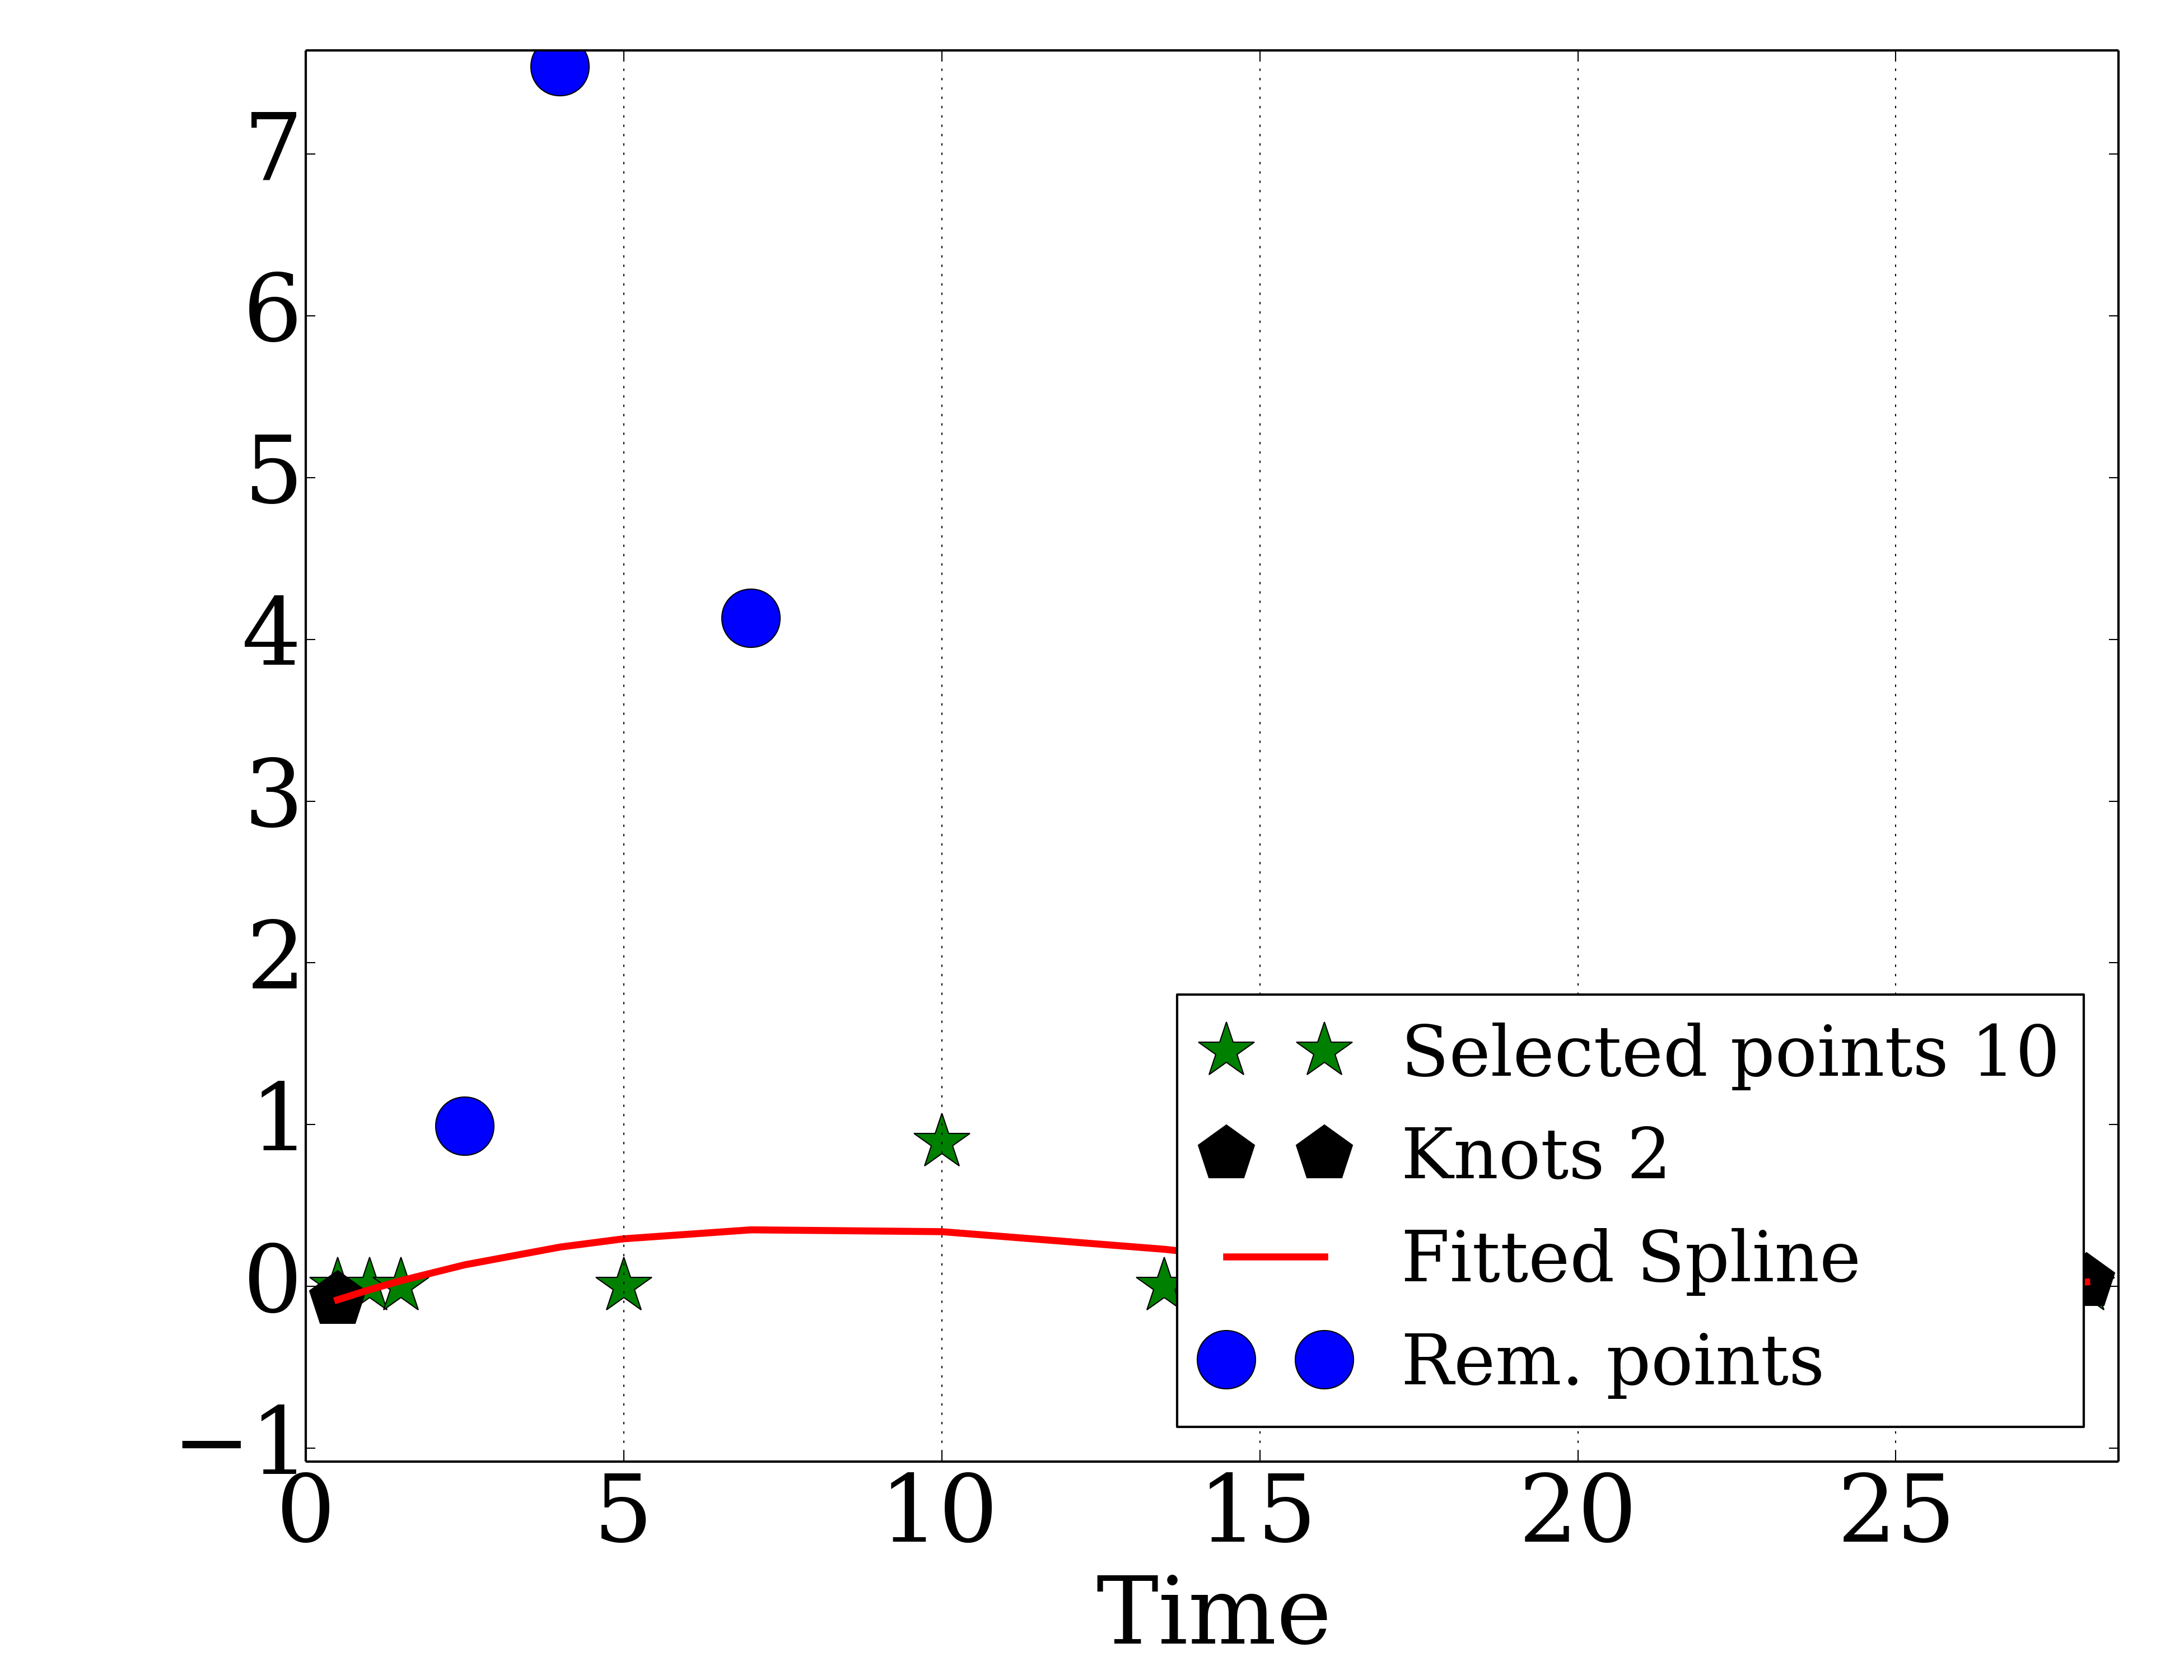 7
6
5
4
3
2
1
0
−1
Selected points 10
Knots 2
Fitted Spline
Rem. points
0 5 10 15 20 25
Time